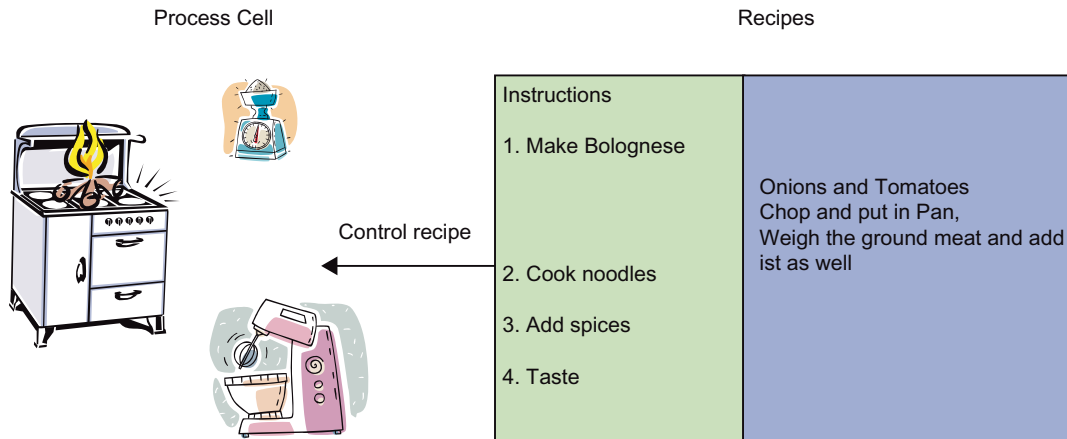 Process Cell
Recipes
Control recipe
Instructions
1. Make Bolognese
2. Cook noodles
3. Add spices
4. Taste
Onions and Tomatoes
Chop and put in Pan,
Weigh the ground meat and add
ist as well